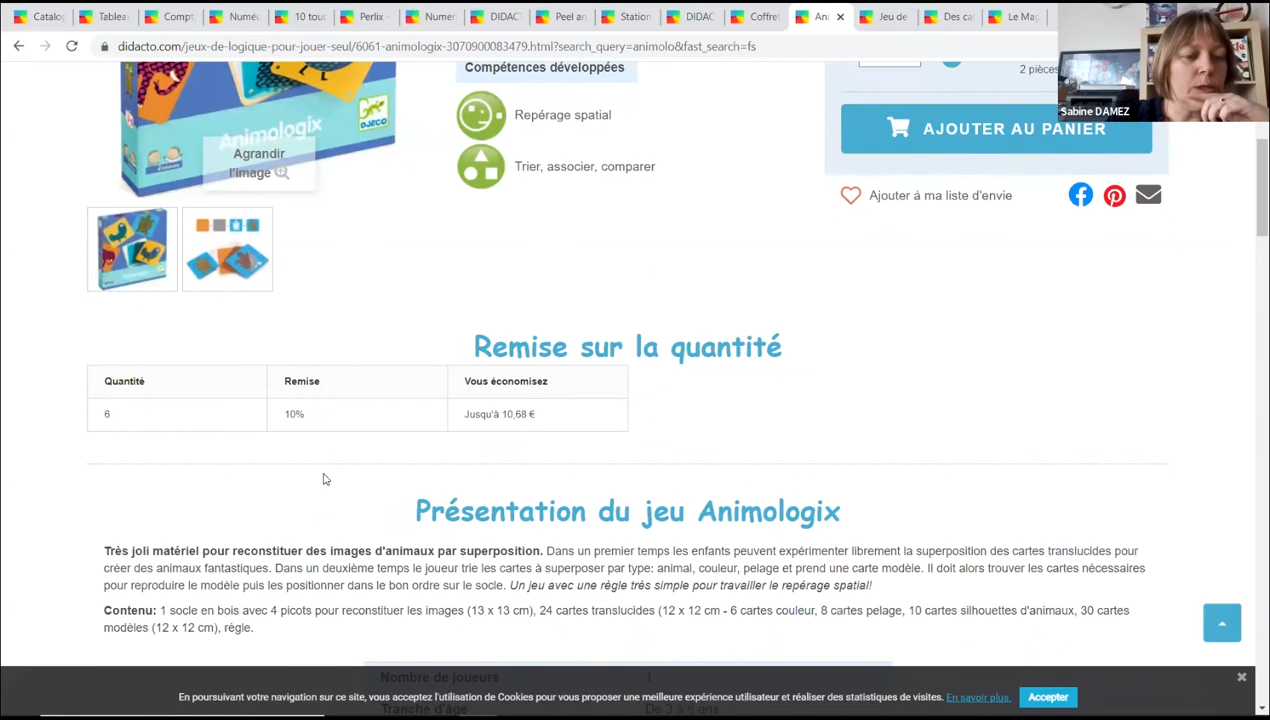 Catalog
Tableau
Compt
Numéc
10 touc
Perlix -
Numer
DIDACT
Peel an
Station
DIDAC
Coffret
Ani
Jeu de
Des ca
Le Mag
didacto.com/jeux-de-logique-pour-jouer-seul/6061-animologix-3070900083479.html?search_query=animolo&fast_search=fs
Sabine DAMEZ
Compétences développées
2 pièces
Repérage spatial
AJOUTER AU PANIER
DJECO
Animologix
Agrandir
l'image
Trier, associer, comparer
Ajouter à ma liste d'envie
Remise sur la quantité
Quantité Remise Vous économisez
6 10% Jusqu'à 10,68 €
Présentation du jeu Animologix
Très joli matériel pour reconstituer des images d'animaux par superposition. Dans un premier temps les enfants peuvent expérimenter librement la superposition des cartes translucides pour
créer des animaux fantastiques. Dans un deuxième temps le joueur trie les cartes à superposer par type: animal, couleur, pelage et prend une carte modèle. Il doit alors trouver les cartes nécessaires
pour reproduire le modèle puis les positionner dans le bon ordre sur le socle. Un jeu avec une règle très simple pour travailler le repérage spatial!
Contenu: 1 socle en bois avec 4 picots pour reconstituer les images (13 x 13 cm), 24 cartes translucides (12 x 12 cm - 6 cartes couleur, 8 cartes pelage, 10 cartes silhouettes d'animaux, 30 cartes
modèles (12 x 12 cm), règle.
Nombre de joueurs 1
Tranche d'âge De 3 à 6 ans
En poursuivant votre navigation sur ce site, vous acceptez l'utilisation de Cookies pour vous proposer une meilleure expérience utilisateur et réaliser des statistiques de visites. En savoir plus.
Accepter